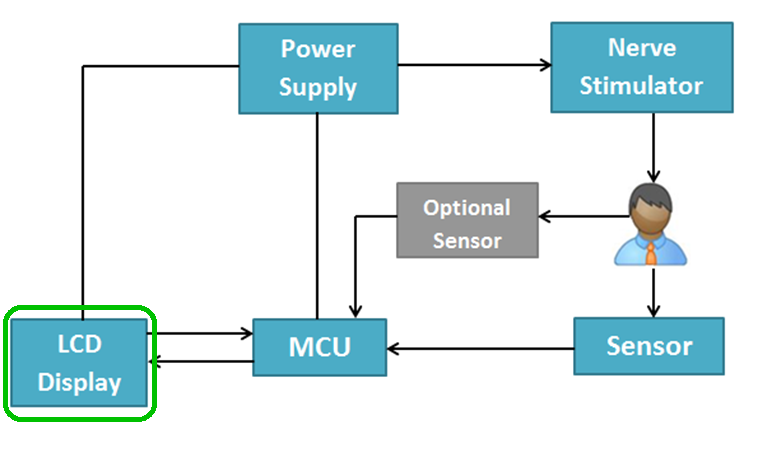 Power
Supply
Nerve
Stimulator
Optional
Sensor
LCD
Display
MCU
Sensor